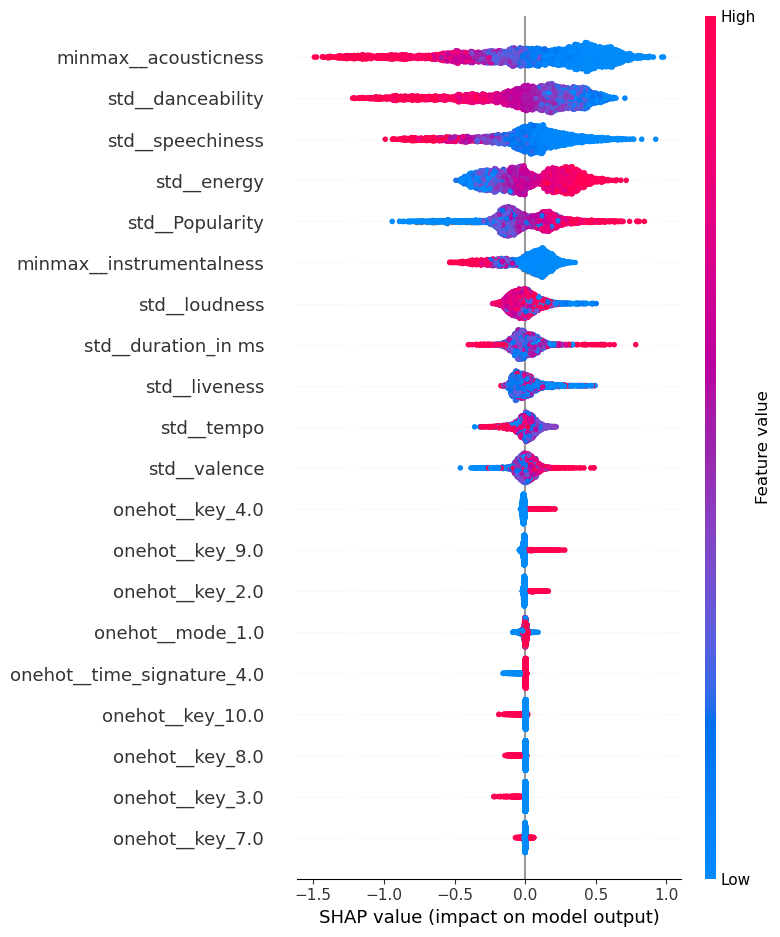 High
minmax__acousticness
std__danceability
std__speechiness
std__energy
std__Popularity
minmax__instrumentalness
std__loudness
std__duration_in ms
std__liveness
std__tempo
std__valence
onehot__key_4.0
onehot__key_9.0
onehot__key_2.0
onehot__mode_1.0
onehot__time_signature_4.0
onehot__key_10.0
onehot__key_8.0
onehot__key_3.0
onehot__key_7.0
Feature value
Low
−1.5 −1.0 −0.5 0.0 0.5 1.0
SHAP value (impact on model output)